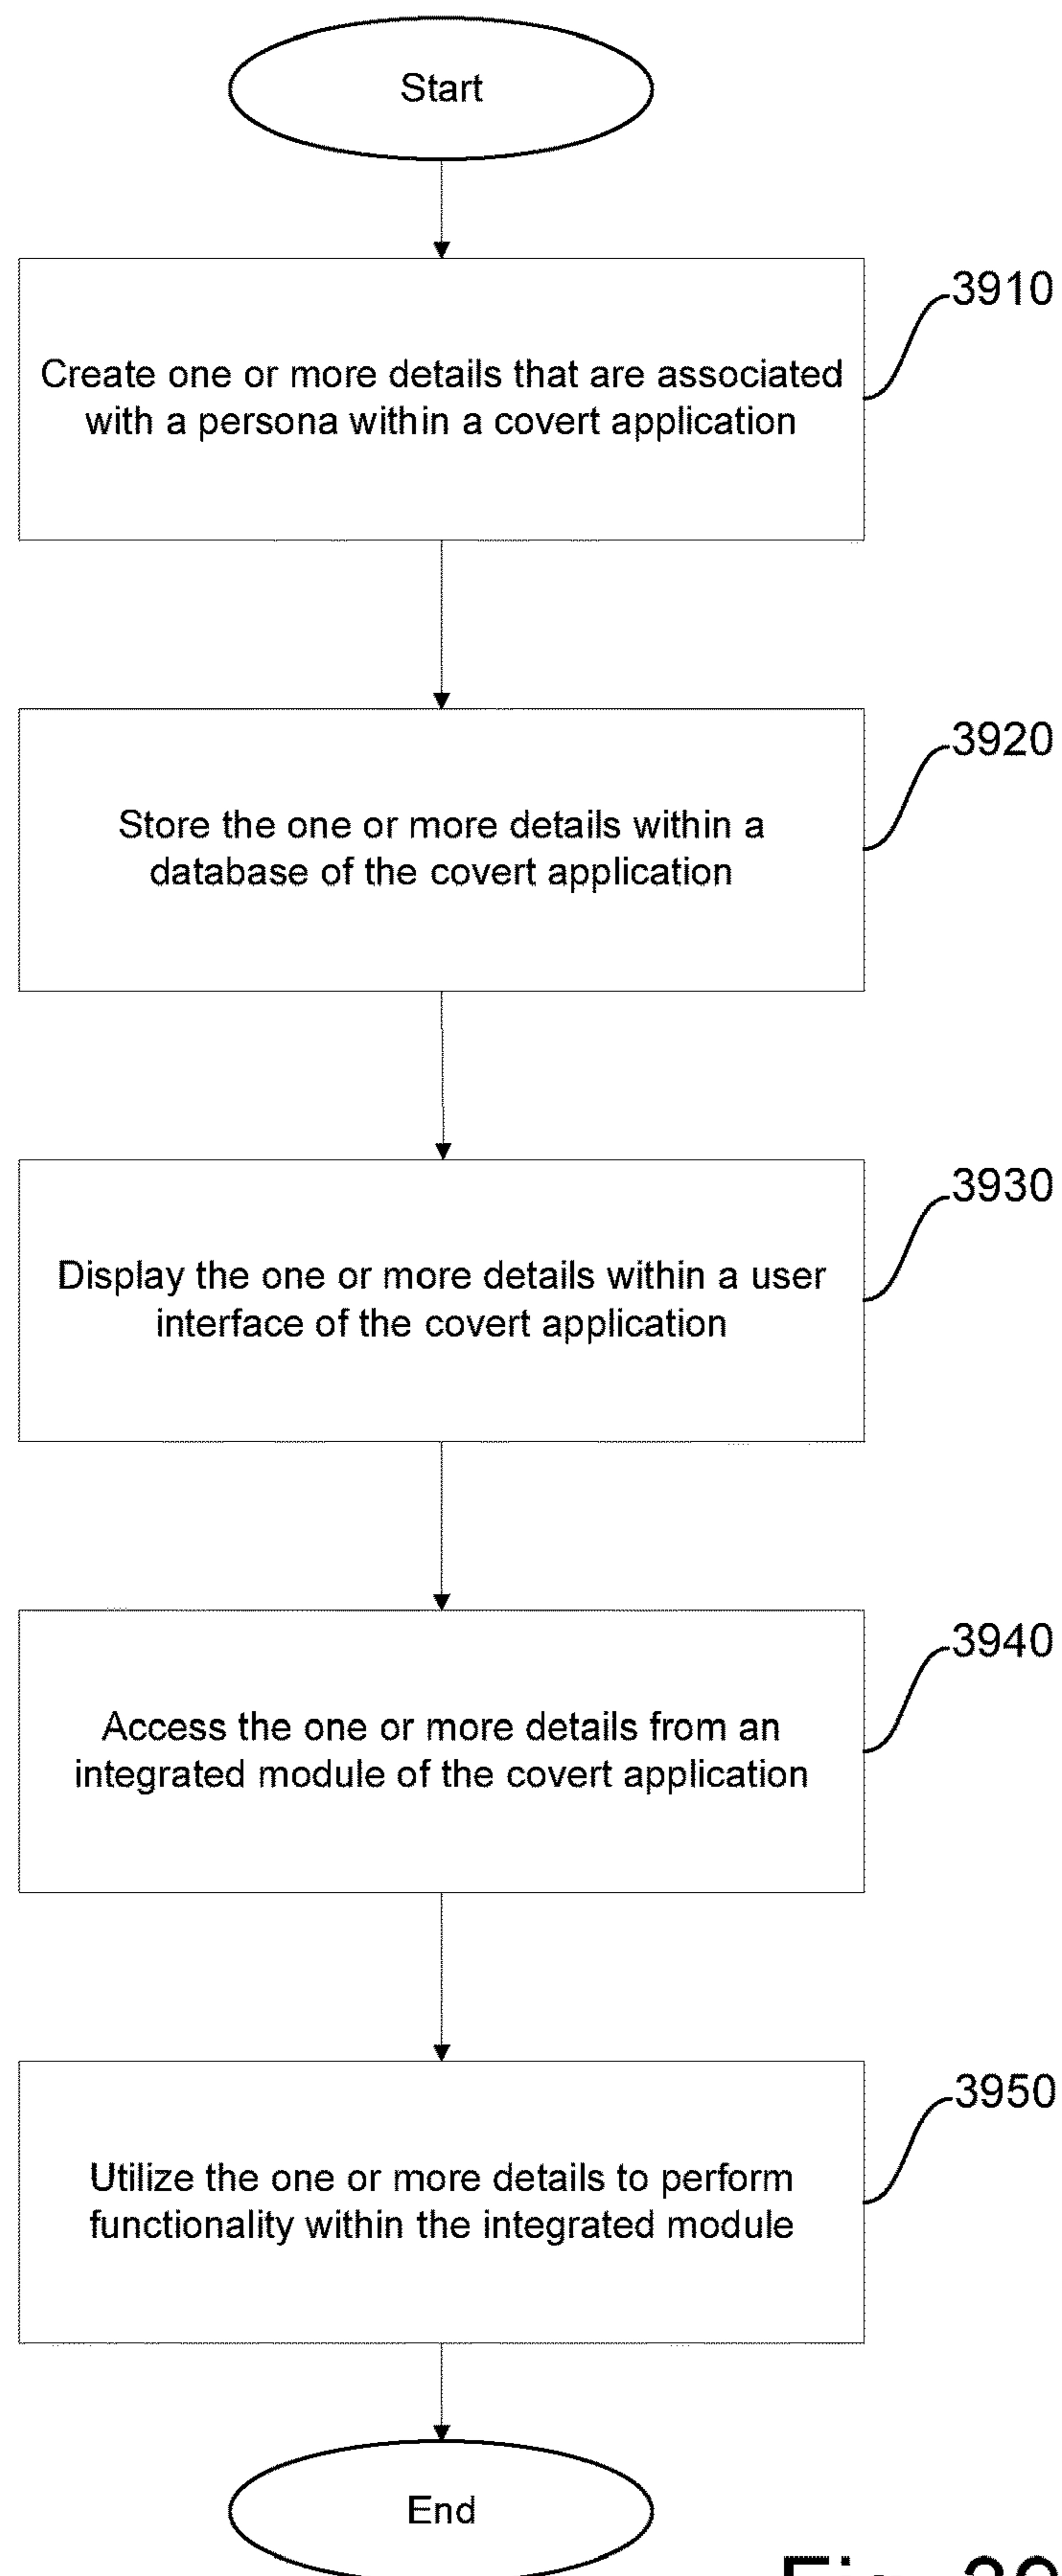 Start
3910
Create one or more details that are associated
with a persona within a covert application
3920
Store the one or more details within a
database of the covert application
3930
Display the one or more details within a user
interface of the covert application
3940
Access the one or more details from an
integrated module of the covert application
3950
Utilize the one or more details to perform
functionality within the integrated module
End